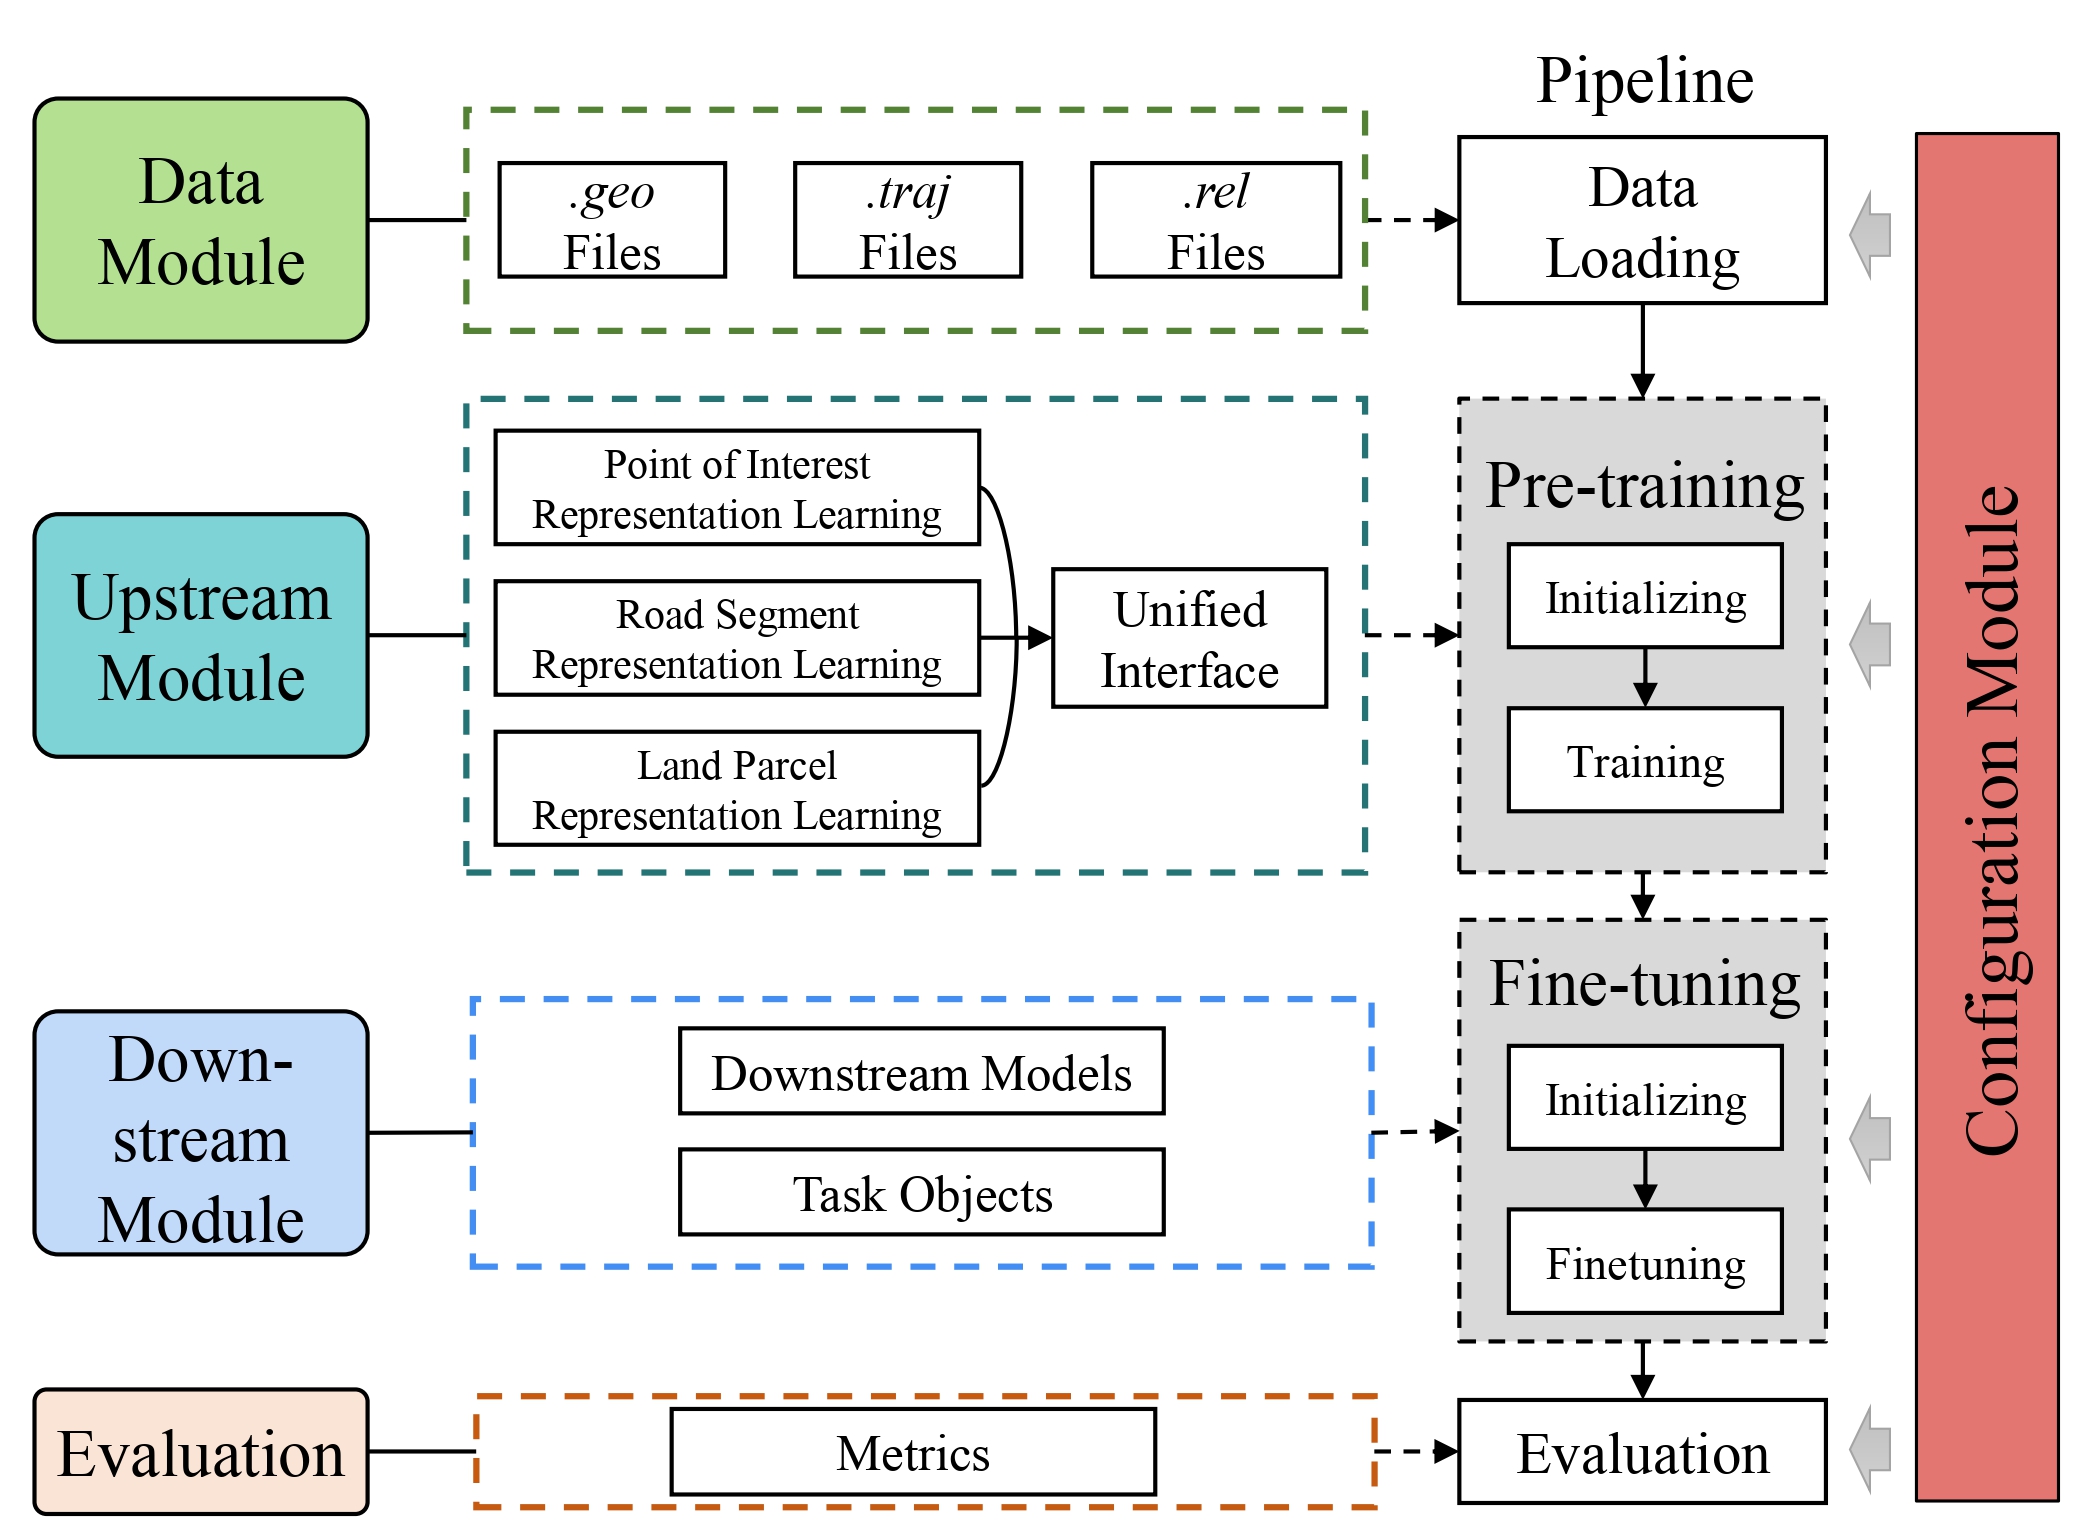 Pipeline
Data
Module
.geo
Files
.traj
Files
.rel
Files
Data
Loading
Upstream
Module
Point of Interest
Representation Learning
Road Segment
Representation Learning
Land Parcel
Representation Learning
Unified
Interface
Pre-training
Initializing
Training
Down-
stream
Module
Downstream Models
Task Objects
Fine-tuning
Initializing
Finetuning
Evaluation
Metrics
Evaluation
Configuration Module